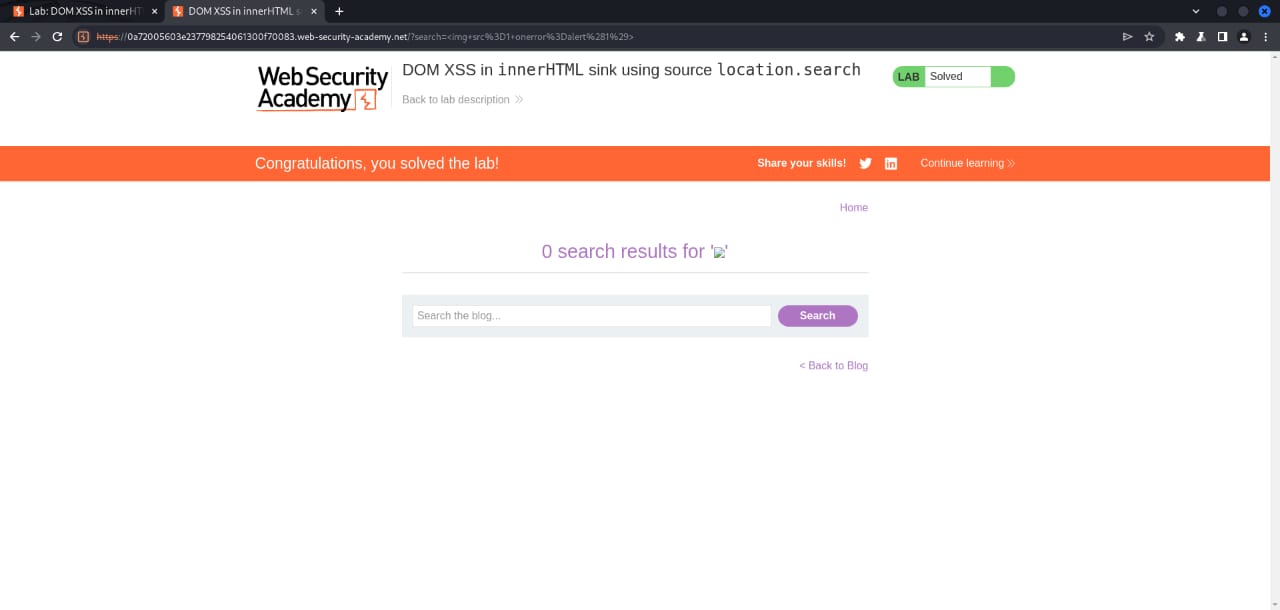 Lab: DOM XSS in innerHT
DOM XSS in innerHTML s
https://0a72005603e237798254061300f70083.web-security-academy.net/?search=<img+src%3D1+onerror%3Dalert%281%29>
WebSecurity
Academy
DOM XSS in innerHTML sink using source location.search
Back to lab description
LAB Solved
Congratulations, you solved the lab!
Share your skills!
Continue learning
Home
0 search results for ''
Search the blog...
Search
< Back to Blog